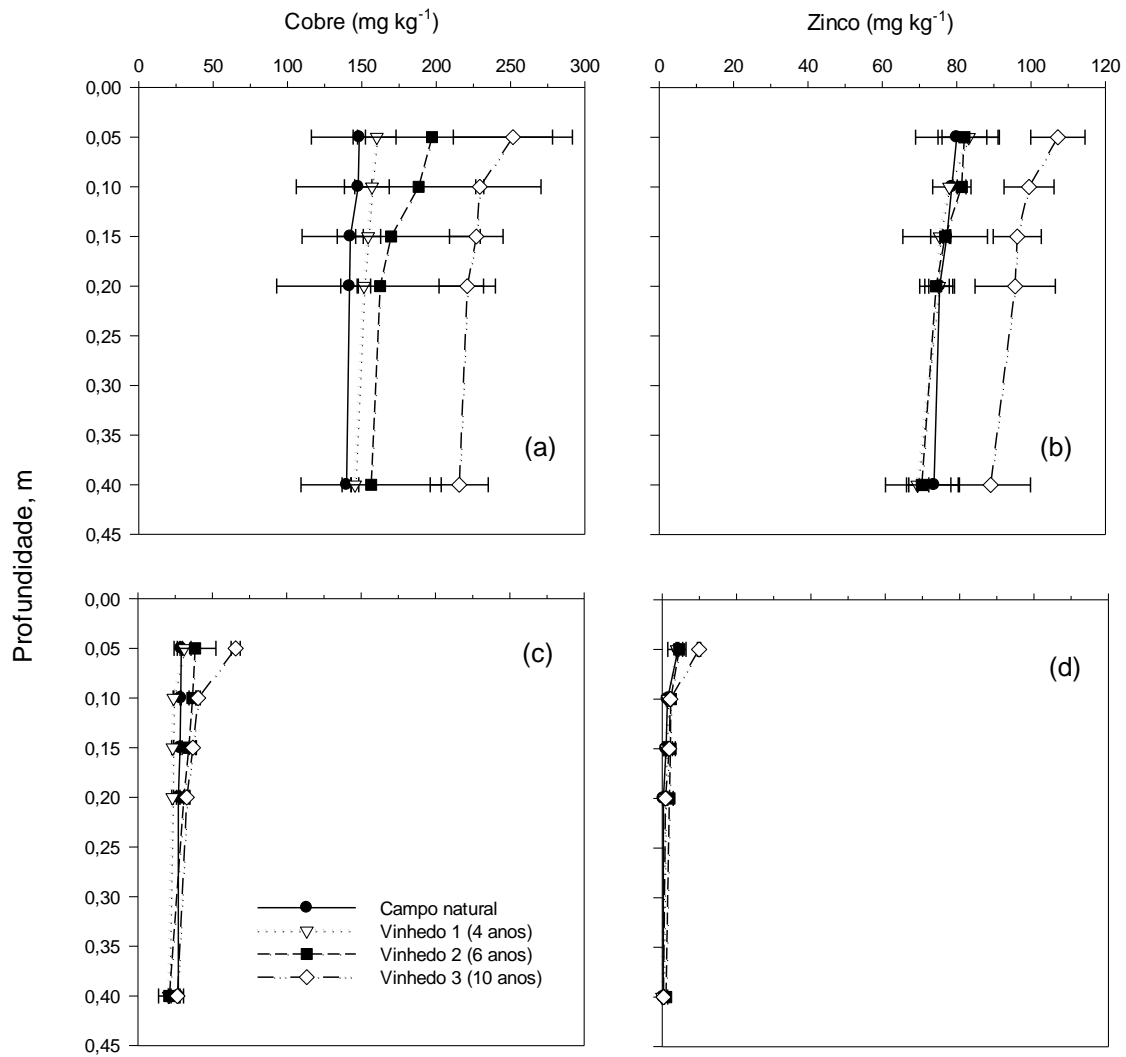 Cobre (mg kg-1)
Zinco (mg kg-1)
0 50 100 150 200 250 300
0 20 40 60 80 100 120
0,00
0,05
0,10
0,15
0,20
0,25
0,30
0,35
0,40
0,45
(a)
(b)
Profundidade, m
0,00
0,05
0,10
0,15
0,20
0,25
0,30
0,35
0,40
0,45
(c)
(d)
Campo natural
Vinhedo 1 (4 anos)
Vinhedo 2 (6 anos)
Vinhedo 3 (10 anos)